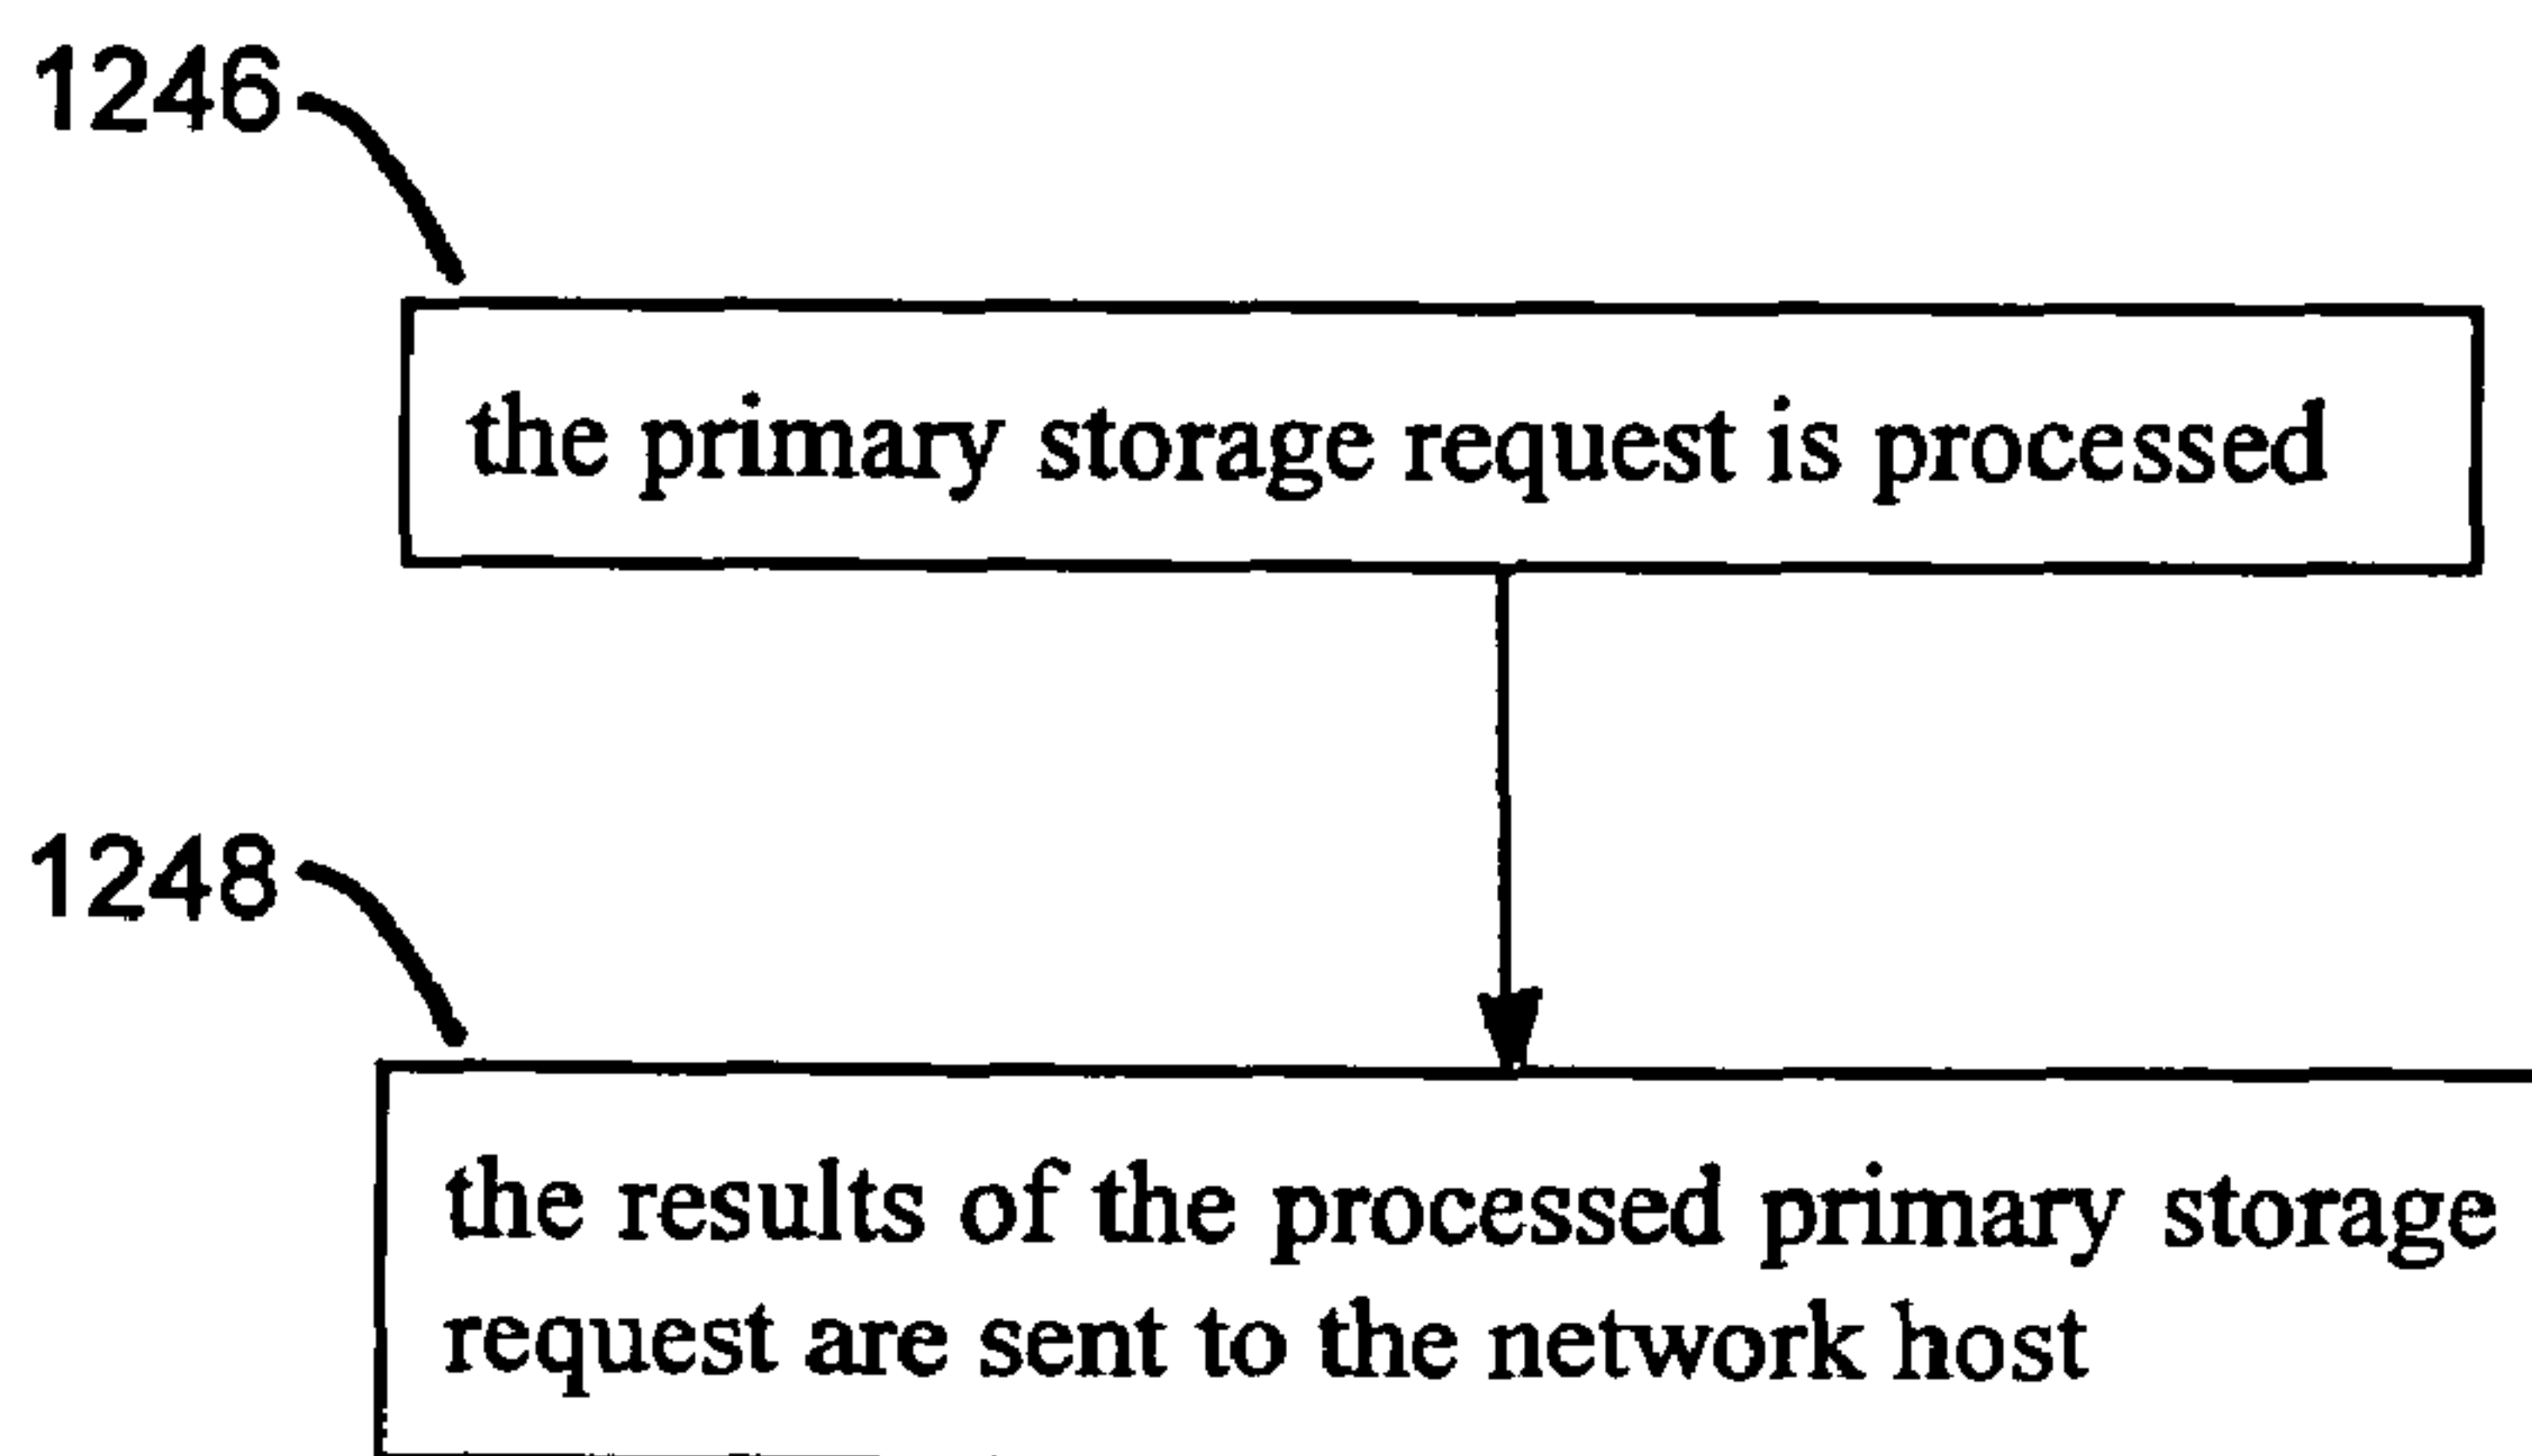 1246
the primary storage request is processed
1248
the results of the processed primary storage
request are sent to the network host